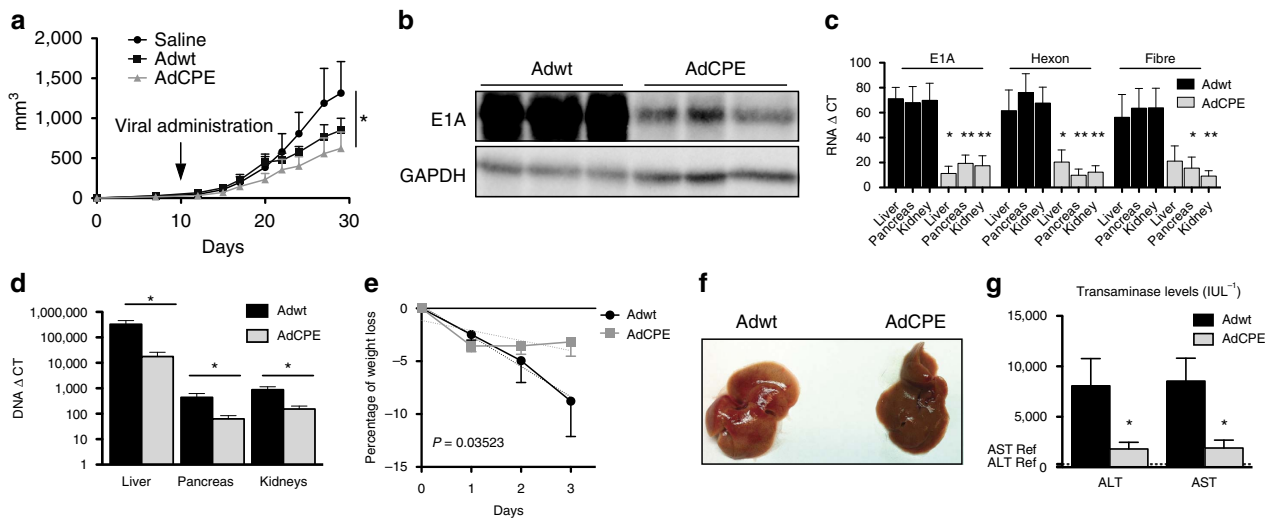 a
2,000
1,500
1,000
500
0
mm3
Saline
Adwt
AdCPE
Viral administration
*
0 10 20 30
Days
b
Adwt AdCPE
E1A
GAPDH
c
E1A Hexon Fibre
100
80
60
40
20
0
RNA Δ CT
Adwt
AdCPE
* ** ** * ** ** * **
Liver Pancreas Kidney Liver Pancreas Kidney Liver Pancreas Kidney Liver Pancreas Kidney Liver Pancreas Kidney Liver Pancreas Kidney
d
1,000,000
100,000
10,000
1,000
100
10
1
DNA Δ CT
Adwt
AdCPE
* * *
Liver Pancreas Kidneys
e
0
−5
−10
−15
Percentage of weight loss
Adwt
AdCPE
P = 0.03523
0 1 2 3
Days
f
Adwt AdCPE
g
Transaminase levels (IUL−1)
15,000
10,000
5,000
AST Ref
ALT Ref
0
Adwt
AdCPE
* *
ALT AST